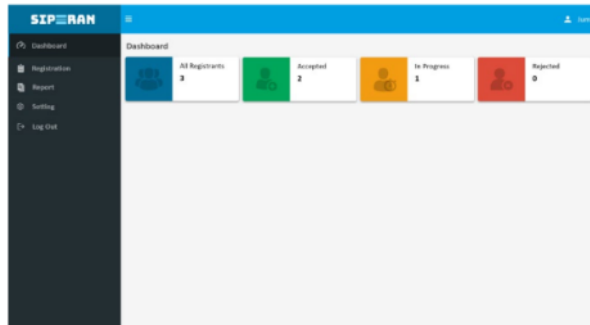 SIPERAN
Dashboard
Registration
Report
Setting
Log Out
Dashboard
All Registrants
3
Accepted
2
In Progress
1
Rejected
0